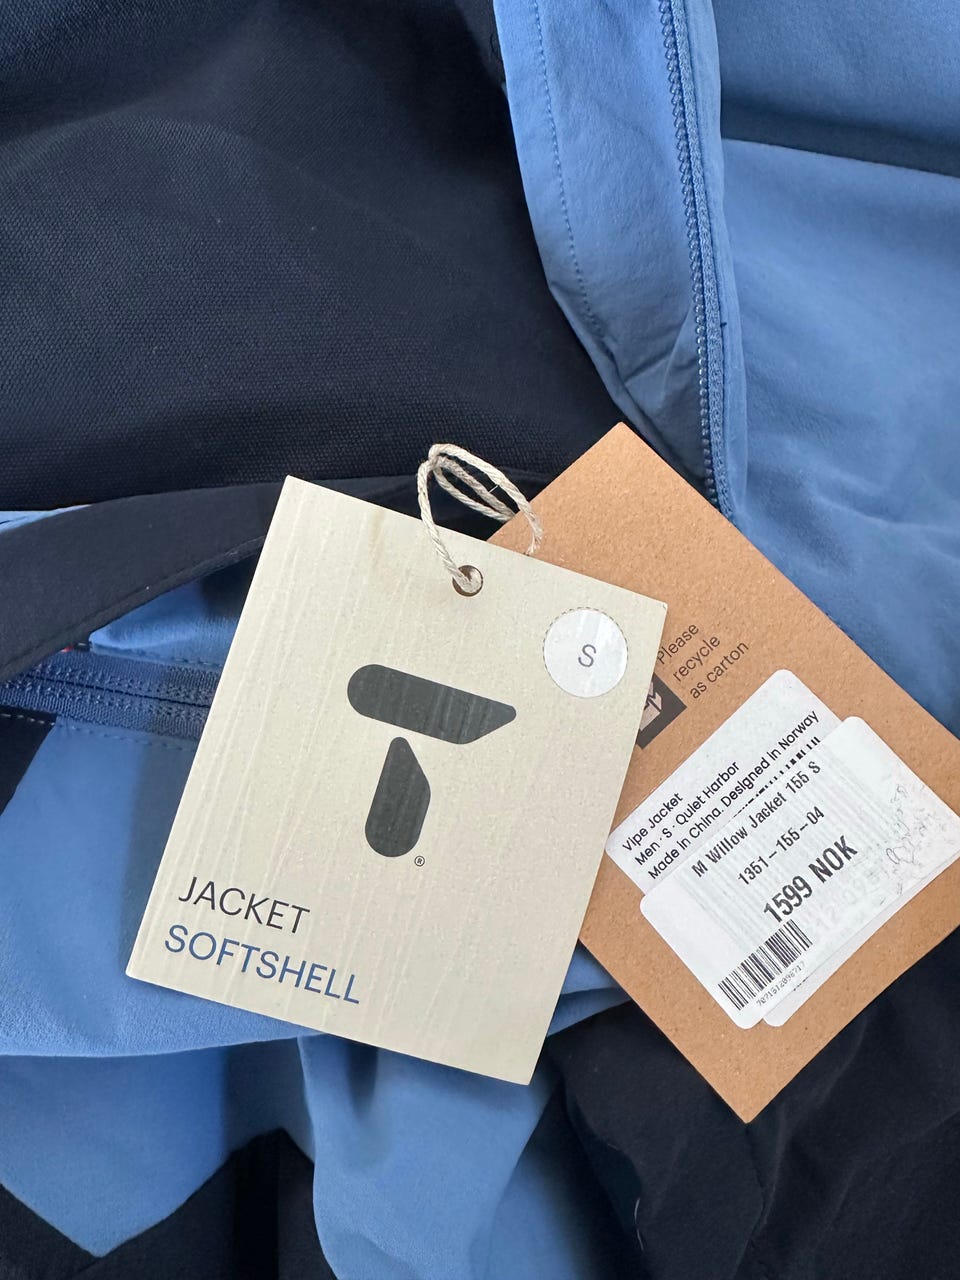 S
®
JACKET
SOFTSHELL
Please
recycle
as carton
Vipe Jacket
Men · S · Quiet Harbor
Made in China. Designed in Norway
M Willow Jacket 155 S
1351-155-04
1599 NOK